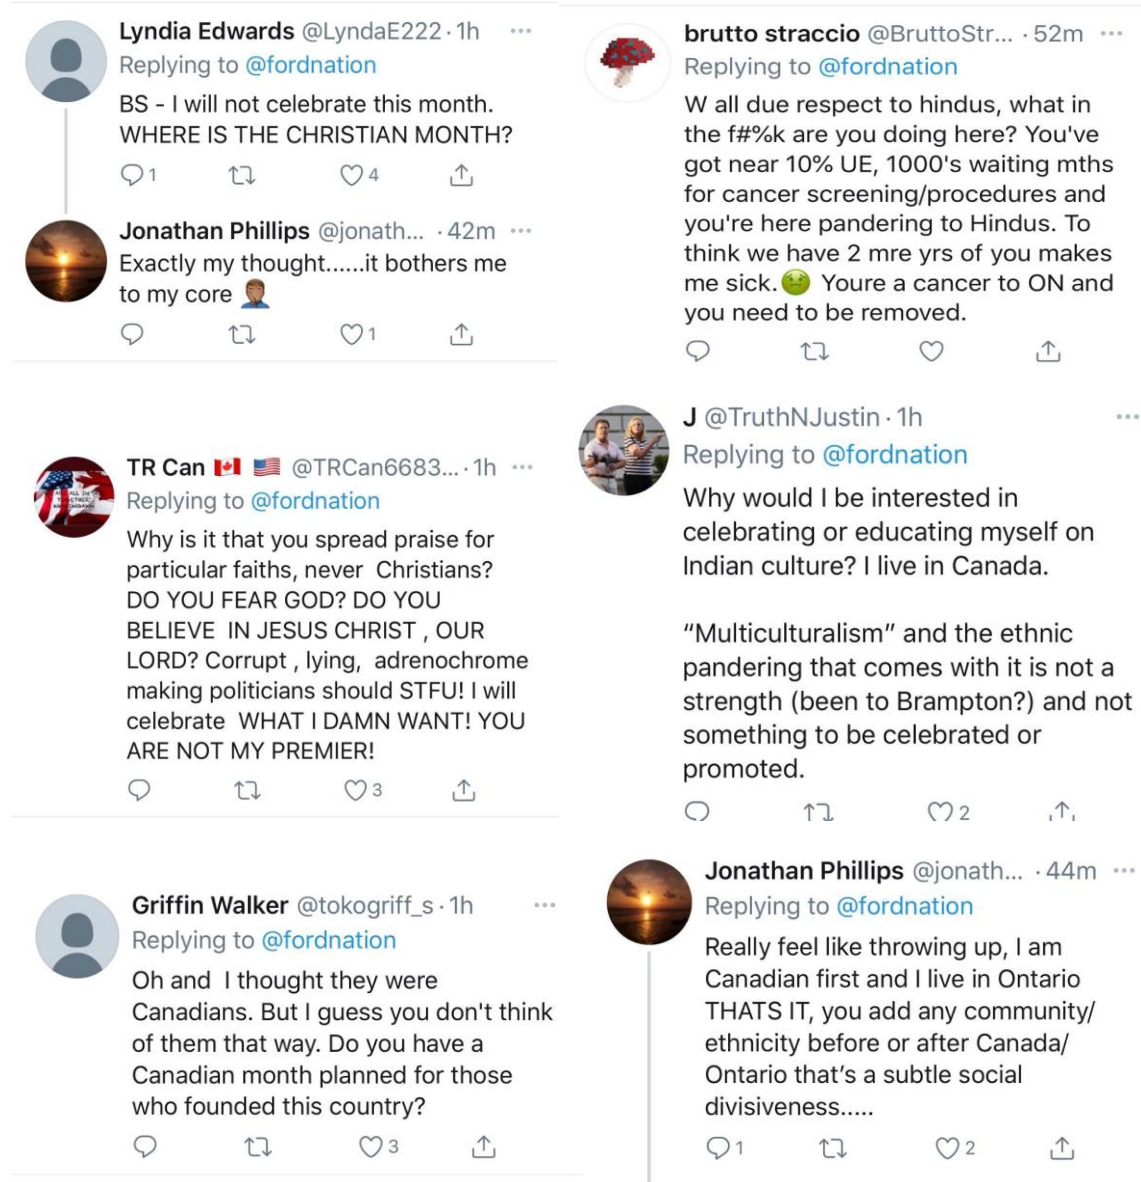 Lyndia Edwards @LyndaE222 · 1h
Replying to @fordnation
BS - I will not celebrate this month.
WHERE IS THE CHRISTIAN MONTH?
1 4
Jonathan Phillips @jonath... · 42m
Exactly my thought......it bothers me
to my core
1
TR Can @TRCan6683... · 1h
Replying to @fordnation
Why is it that you spread praise for
particular faiths, never Christians?
DO YOU FEAR GOD? DO YOU
BELIEVE IN JESUS CHRIST , OUR
LORD? Corrupt , lying, adrenochrome
making politicians should STFU! I will
celebrate WHAT I DAMN WANT! YOU
ARE NOT MY PREMIER!
3
Griffin Walker @tokogriff_s · 1h
Replying to @fordnation
Oh and I thought they were
Canadians. But I guess you don't think
of them that way. Do you have a
Canadian month planned for those
who founded this country?
3
brutto straccio @BruttoStr... · 52m
Replying to @fordnation
W all due respect to hindus, what in
the f#%k are you doing here? You've
got near 10% UE, 1000's waiting mths
for cancer screening/procedures and
you're here pandering to Hindus. To
think we have 2 mre yrs of you makes
me sick. Youre a cancer to ON and
you need to be removed.
J @TruthNJustin · 1h
Replying to @fordnation
Why would I be interested in
celebrating or educating myself on
Indian culture? I live in Canada.
“Multiculturalism” and the ethnic
pandering that comes with it is not a
strength (been to Brampton?) and not
something to be celebrated or
promoted.
2
Jonathan Phillips @jonath... · 44m
Replying to @fordnation
Really feel like throwing up, I am
Canadian first and I live in Ontario
THATS IT, you add any community/
ethnicity before or after Canada/
Ontario that’s a subtle social
divisiveness.....
1 2